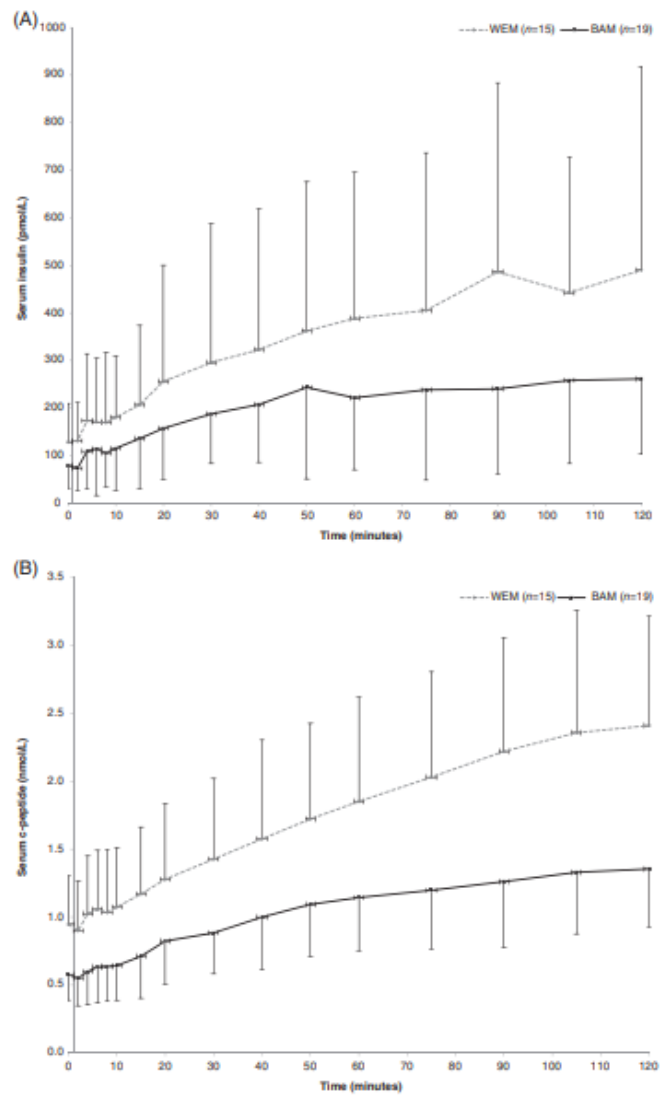 (A)
WEM (n=15) BAM (n=19)
1000
900
800
700
600
500
400
300
200
100
0
Serum insulin (pmol/L)
0 10 20 30 40 50 60 70 80 90 100 110 120
Time (minutes)
(B)
WEM (n=15) BAM (n=19)
3.5
3.0
2.5
2.0
1.5
1.0
0.5
0.0
Serum c-peptide (nmol/L)
0 10 20 30 40 50 60 70 80 90 100 110 120
Time (minutes)